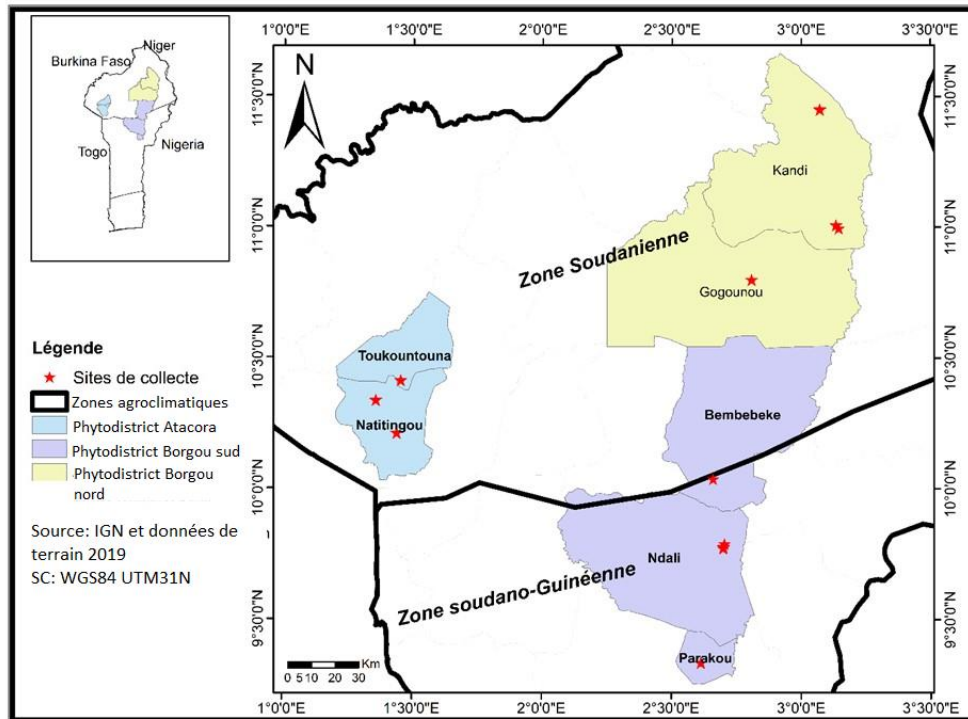 1°0'0"E
1°30'0"E
2°0'0"E
2°30'0"E
3°0'0"E
3°30'0"E
Niger
Burkina Faso
Togo
Nigeria
N
11°30'0"N
11°30'0"N
Kandi
11°0'0"N
11°0'0"N
Zone Soudanienne
Gogounou
10°30'0"N
10°30'0"N
Toukountouna
Natitingou
Bembebeke
10°0'0"N
10°0'0"N
Ndali
Zone soudano-Guinéenne
9°30'0"N
9°30'0"N
Parakou
Km
0 5 10 20 30
1°0'0"E
1°30'0"E
2°0'0"E
2°30'0"E
3°0'0"E
3°30'0"E
Légende
Sites de collecte
Zones agroclimatiques
Phytodistrict Atacora
Phytodistrict Borgou sud
Phytodistrict Borgou
nord
Source: IGN et données de
terrain 2019
SC: WGS84 UTM31N